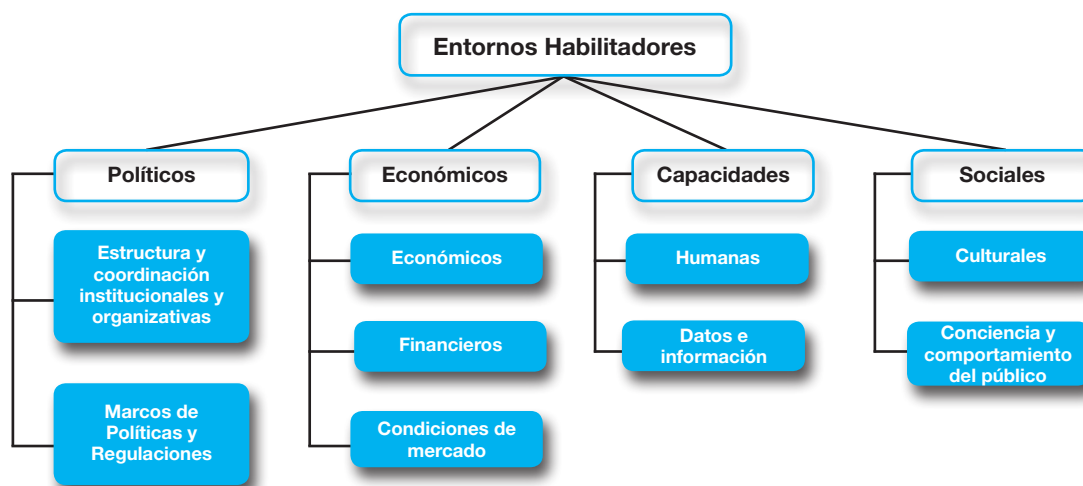 Entornos Habilitadores
Políticos
Económicos
Capacidades
Sociales
Estructura y
coordinación
institucionales y
organizativas
Económicos
Humanas
Culturales
Financieros
Datos e
información
Conciencia y
comportamiento
del público
Marcos de
Políticas y
Regulaciones
Condiciones de
mercado